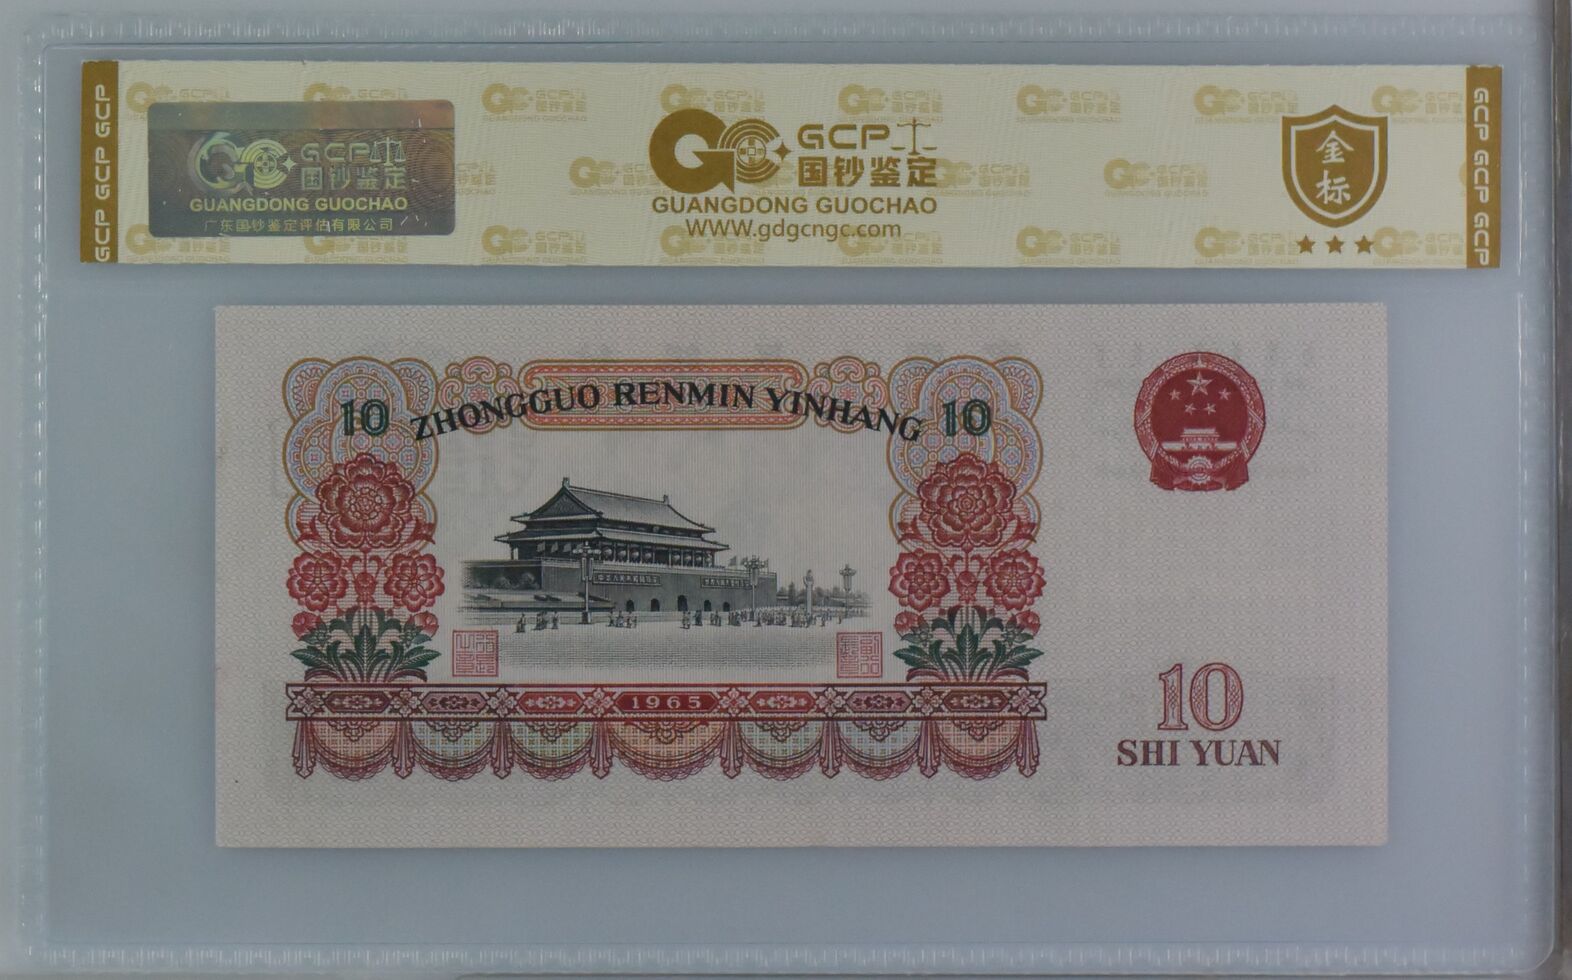 GCP GCP GCP
GCP
国钞鉴定
GUANGDONG GUOCHAO
广东国钞鉴定评估有限公司
GCP
国钞鉴定
GUANGDONG GUOCHAO
WWW.gdgcngc.com
金
标
GCP GCP GCP
10 ZHONGGUO RENMIN YINHANG 10
1965
10
SHI YUAN